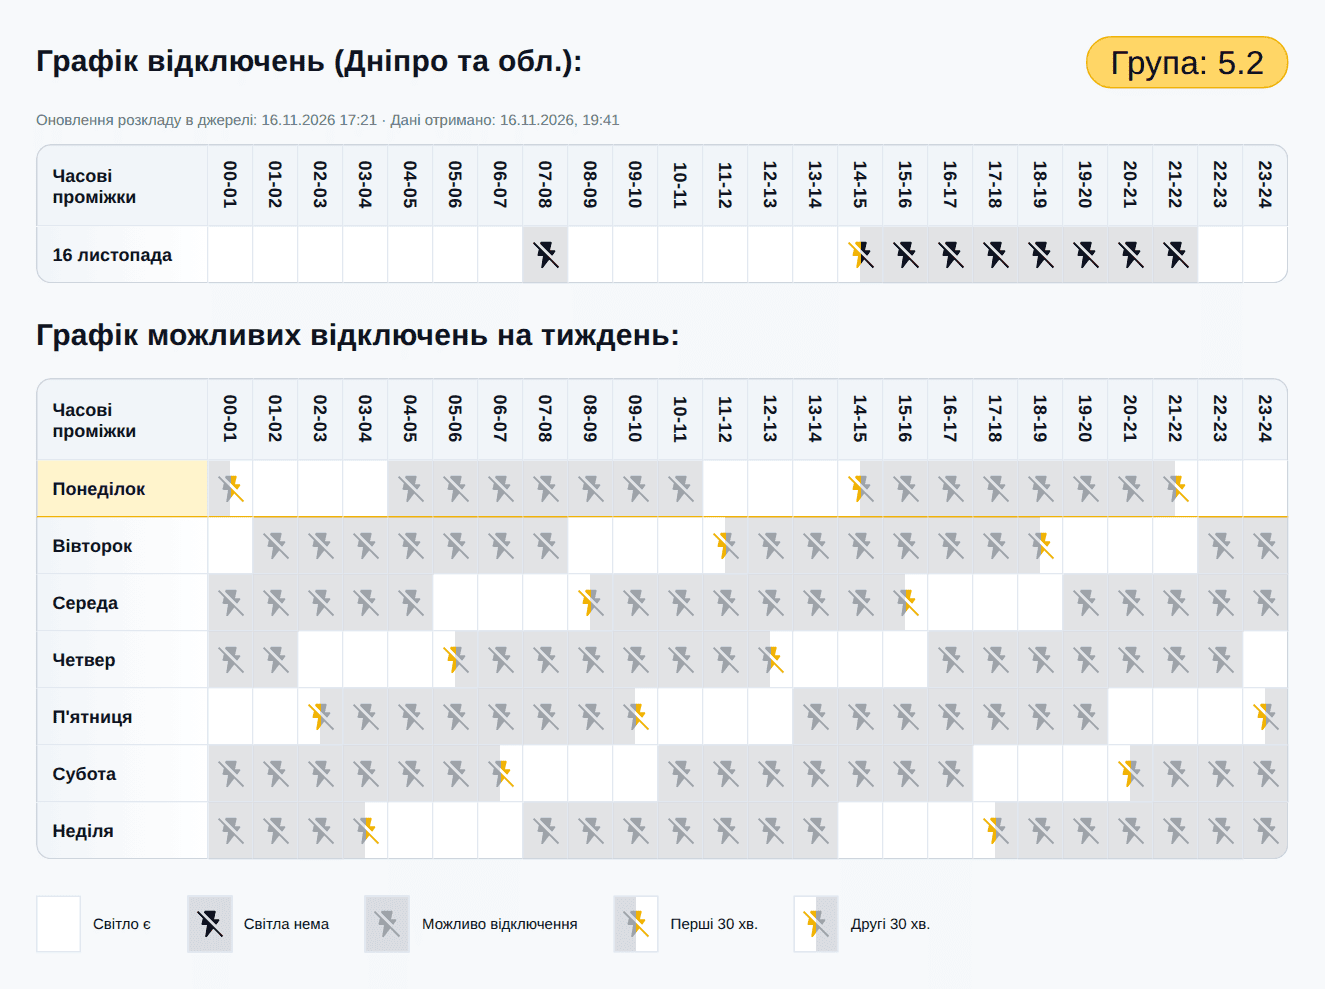 Графік відключень (Дніпро та обл.):
Група: 5.2
Оновлення розкладу в джерелі: 16.11.2026 17:21 · Дані отримано: 16.11.2026, 19:41
Часові проміжки 00-01 01-02 02-03 03-04 04-05 05-06 06-07 07-08 08-09 09-10 10-11 11-12 12-13 13-14 14-15 15-16 16-17 17-18 18-19 19-20 20-21 21-22 22-23 23-24
16 листопада
Графік можливих відключень на тиждень:
Часові проміжки 00-01 01-02 02-03 03-04 04-05 05-06 06-07 07-08 08-09 09-10 10-11 11-12 12-13 13-14 14-15 15-16 16-17 17-18 18-19 19-20 20-21 21-22 22-23 23-24
Понеділок
Вівторок
Середа
Четвер
П'ятниця
Субота
Неділя
Світло є Світла нема Можливо відключення Перші 30 хв. Другі 30 хв.